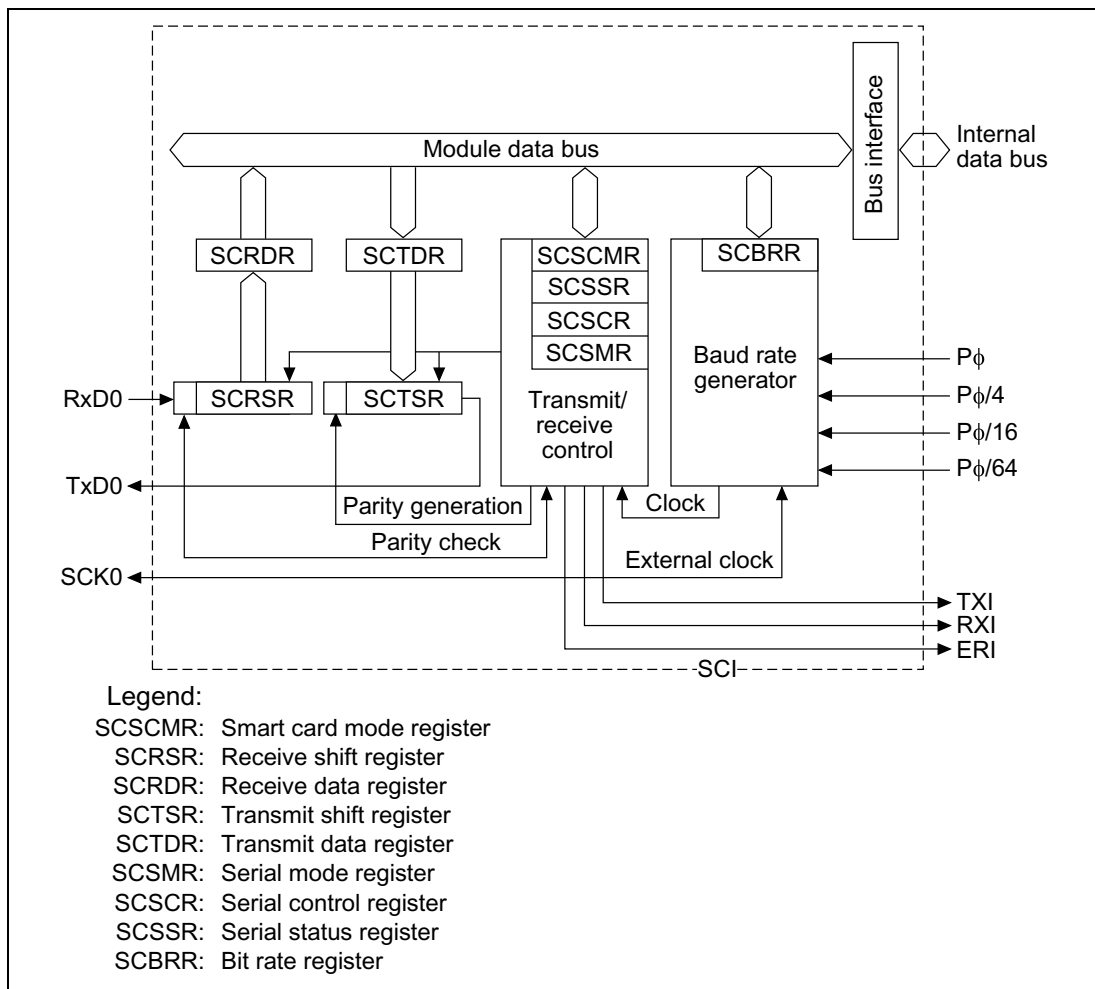 Module data bus
Bus interface
Internal
data bus
SCRDR
SCTDR
SCSCMR
SCSSR
SCSCR
SCSMR
SCBRR
Transmit/
receive
control
Baud rate
generator
Pϕ
Pϕ/4
Pϕ/16
Pϕ/64
RxD0
SCRSR
SCTSR
TxD0
Parity generation
Clock
Parity check
SCK0
External clock
TXI
RXI
ERI
SCI
Legend:
SCSCMR: Smart card mode register
SCRSR: Receive shift register
SCRDR: Receive data register
SCTSR: Transmit shift register
SCTDR: Transmit data register
SCSMR: Serial mode register
SCSCR: Serial control register
SCSSR: Serial status register
SCBRR: Bit rate register